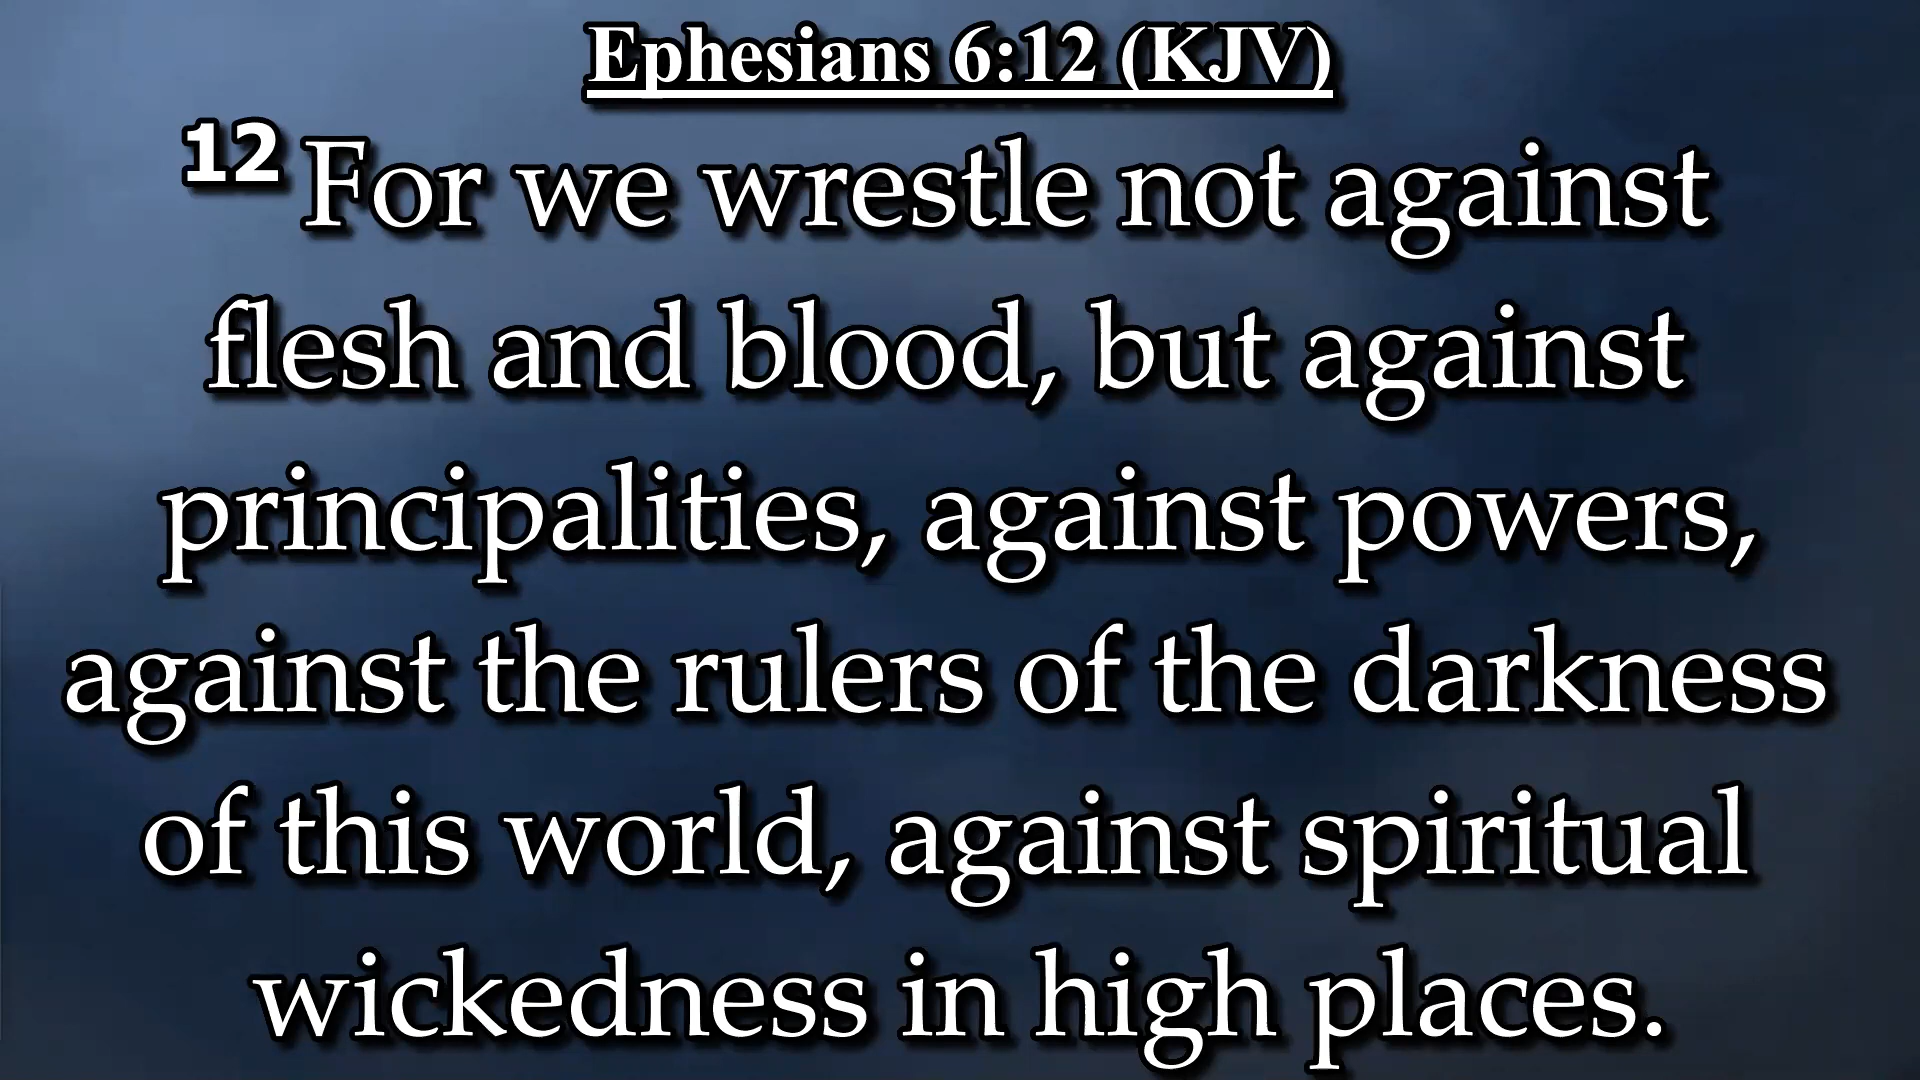 Ephesians 6:12 (KJV)
12 For we wrestle not against
flesh and blood, but against
principalities, against powers,
against the rulers of the darkness
of this world, against spiritual
wickedness in high places.